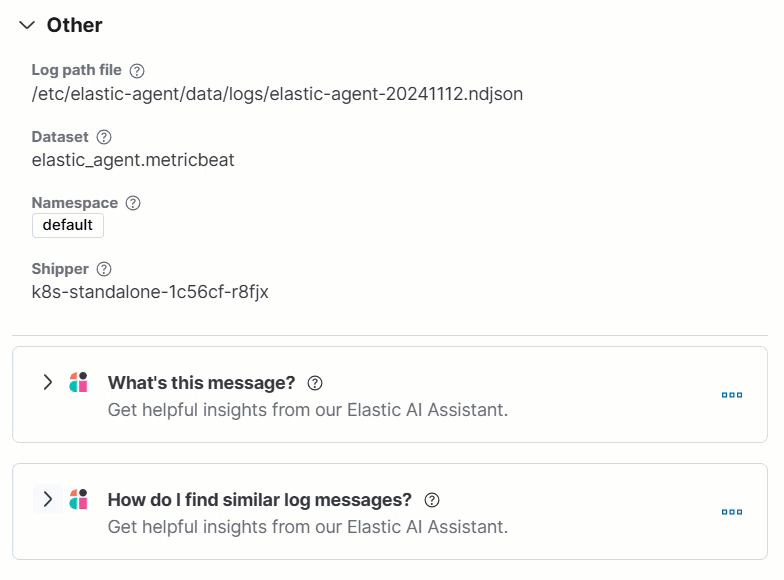 Other
Log path file
/etc/elastic-agent/data/logs/elastic-agent-20241112.ndjson
Dataset
elastic_agent.metricbeat
Namespace
default
Shipper
k8s-standalone-1c56cf-r8fjx
What's this message?
Get helpful insights from our Elastic AI Assistant.
How do I find similar log messages?
Get helpful insights from our Elastic AI Assistant.